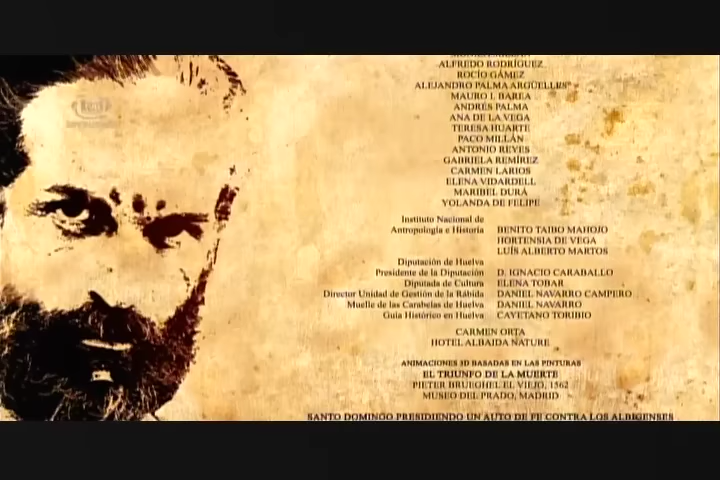 ALFREDO RODRÍGUEZ
ROCÍO GÁMEZ
ALEJANDRO PALMA ARGÜELLES
MAURO I. BAREA
ANDRÉS PALMA
ANA DE LA VEGA
TERESA HUARTE
PACO MILLÁN
ANTONIO REYES
GABRIELA REMÍREZ
CARMEN LARIOS
ELENA VIDARDELL
MARIBEL DURÁ
YOLANDA DE FELIPE
Instituto Nacional de
Antropología e Historia BENITO TAIBO MAHOJO
HORTENSIA DE VEGA
LUÍS ALBERTO MARTOS
Diputación de Huelva
Presidente de la Diputación D. IGNACIO CARABALLO
Diputada de Cultura ELENA TOBAR
Director Unidad de Gestión de la Rábida DANIEL NAVARRO CAMPERO
Muelle de las Carabelas de Huelva DANIEL NAVARRO
Guía Histórico en Huelva CAYETANO TORIBIO
CARMEN ORTA
HOTEL ALBAIDA NATURE
ANIMACIONES 3D BASADAS EN LAS PINTURAS
EL TRIUNFO DE LA MUERTE
PIETER BRUEGHEL EL VIEJO, 1562
MUSEO DEL PRADO, MADRID
SANTO DOMINGO PRESIDIENDO UN AUTO DE FE CONTRA LOS ALBIGENSES